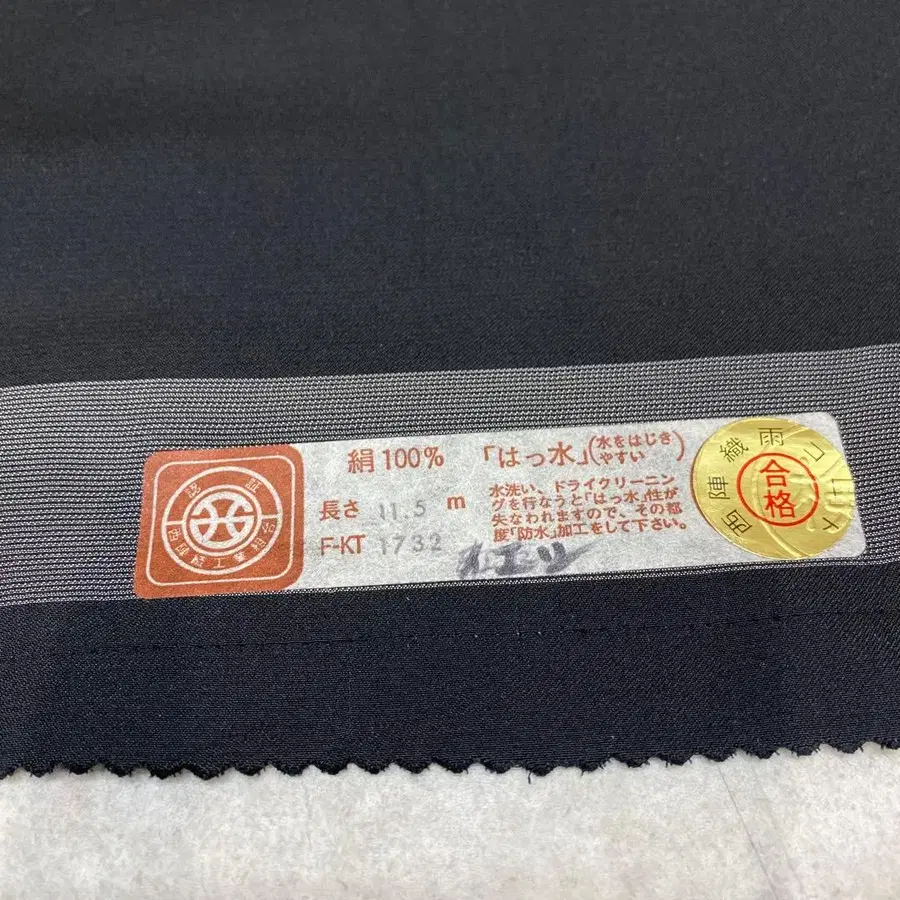 絹100%
長さ 11.5 m
F-KT 1732
「はっ水」(水をはじきやすい)
水洗い、ドライクリーニン
グを行なうと「はっ水」性が
失なわれますので、その都
度「防水」加工をして下さい。
西陣織雨コート
合格
認証